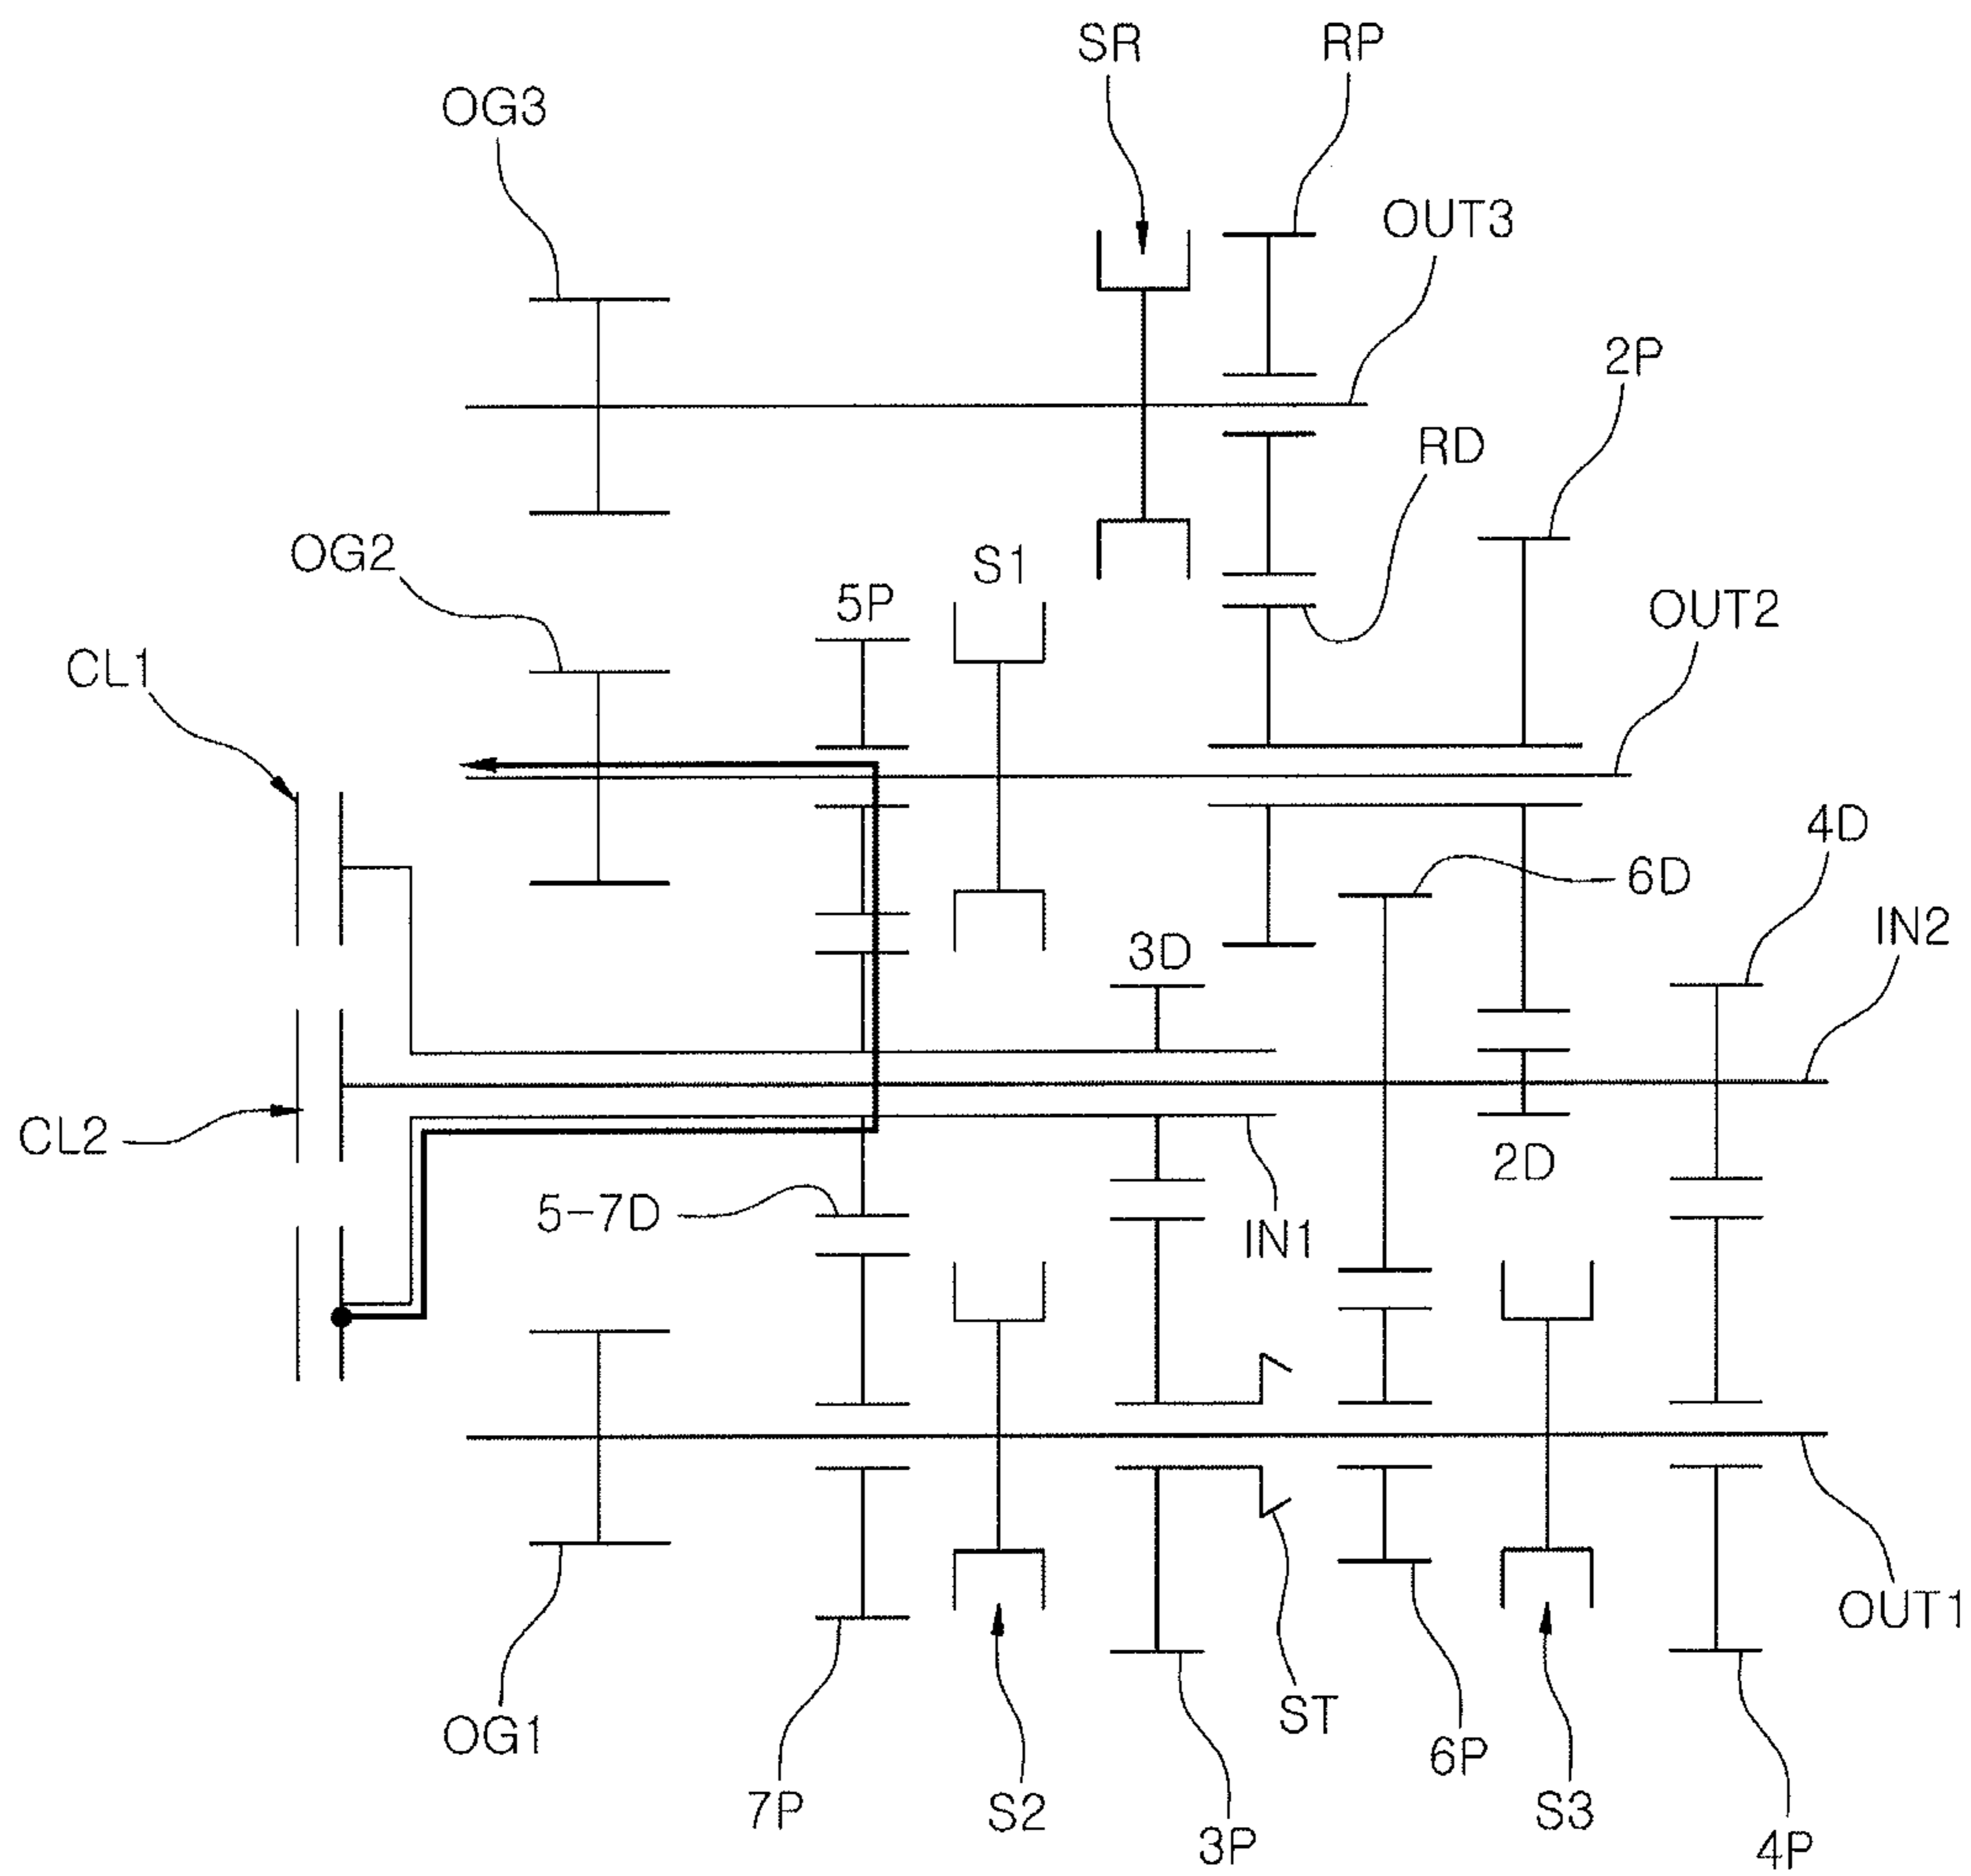 SR
RP
OG3
OUT3
2P
RD
OG2
S1
5P
OUT2
CL1
4D
6D
IN2
3D
CL2
2D
5-7D
IN1
OUT1
ST
OG1
6P
7P
S2
S3
3P
4P